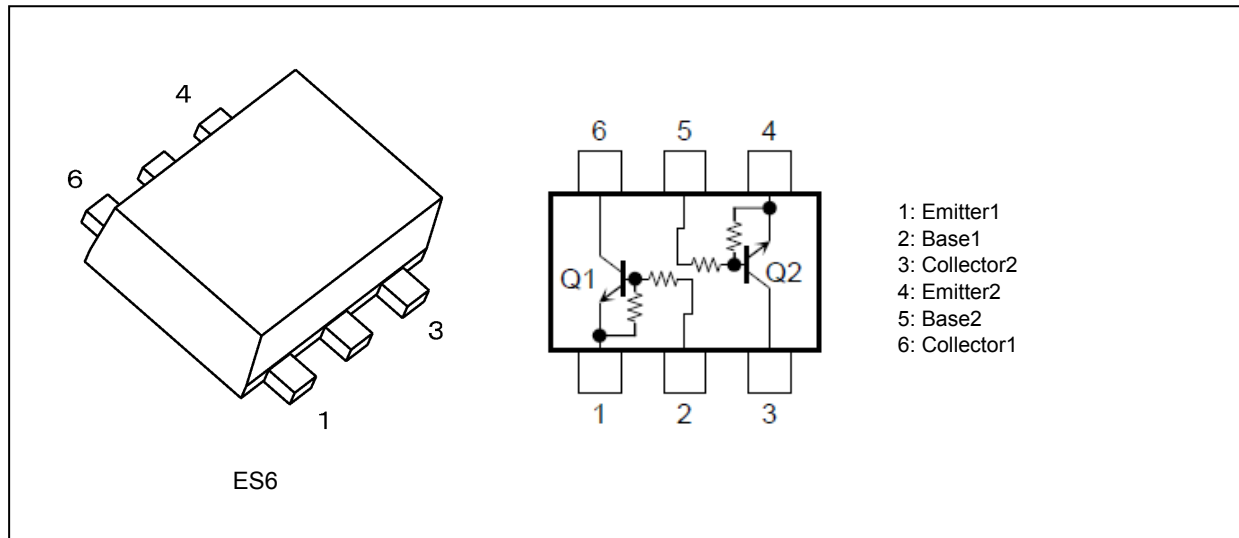 4
6
3
1
ES6
6 5 4
Q1 Q2
1 2 3
1: Emitter1
2: Base1
3: Collector2
4: Emitter2
5: Base2
6: Collector1